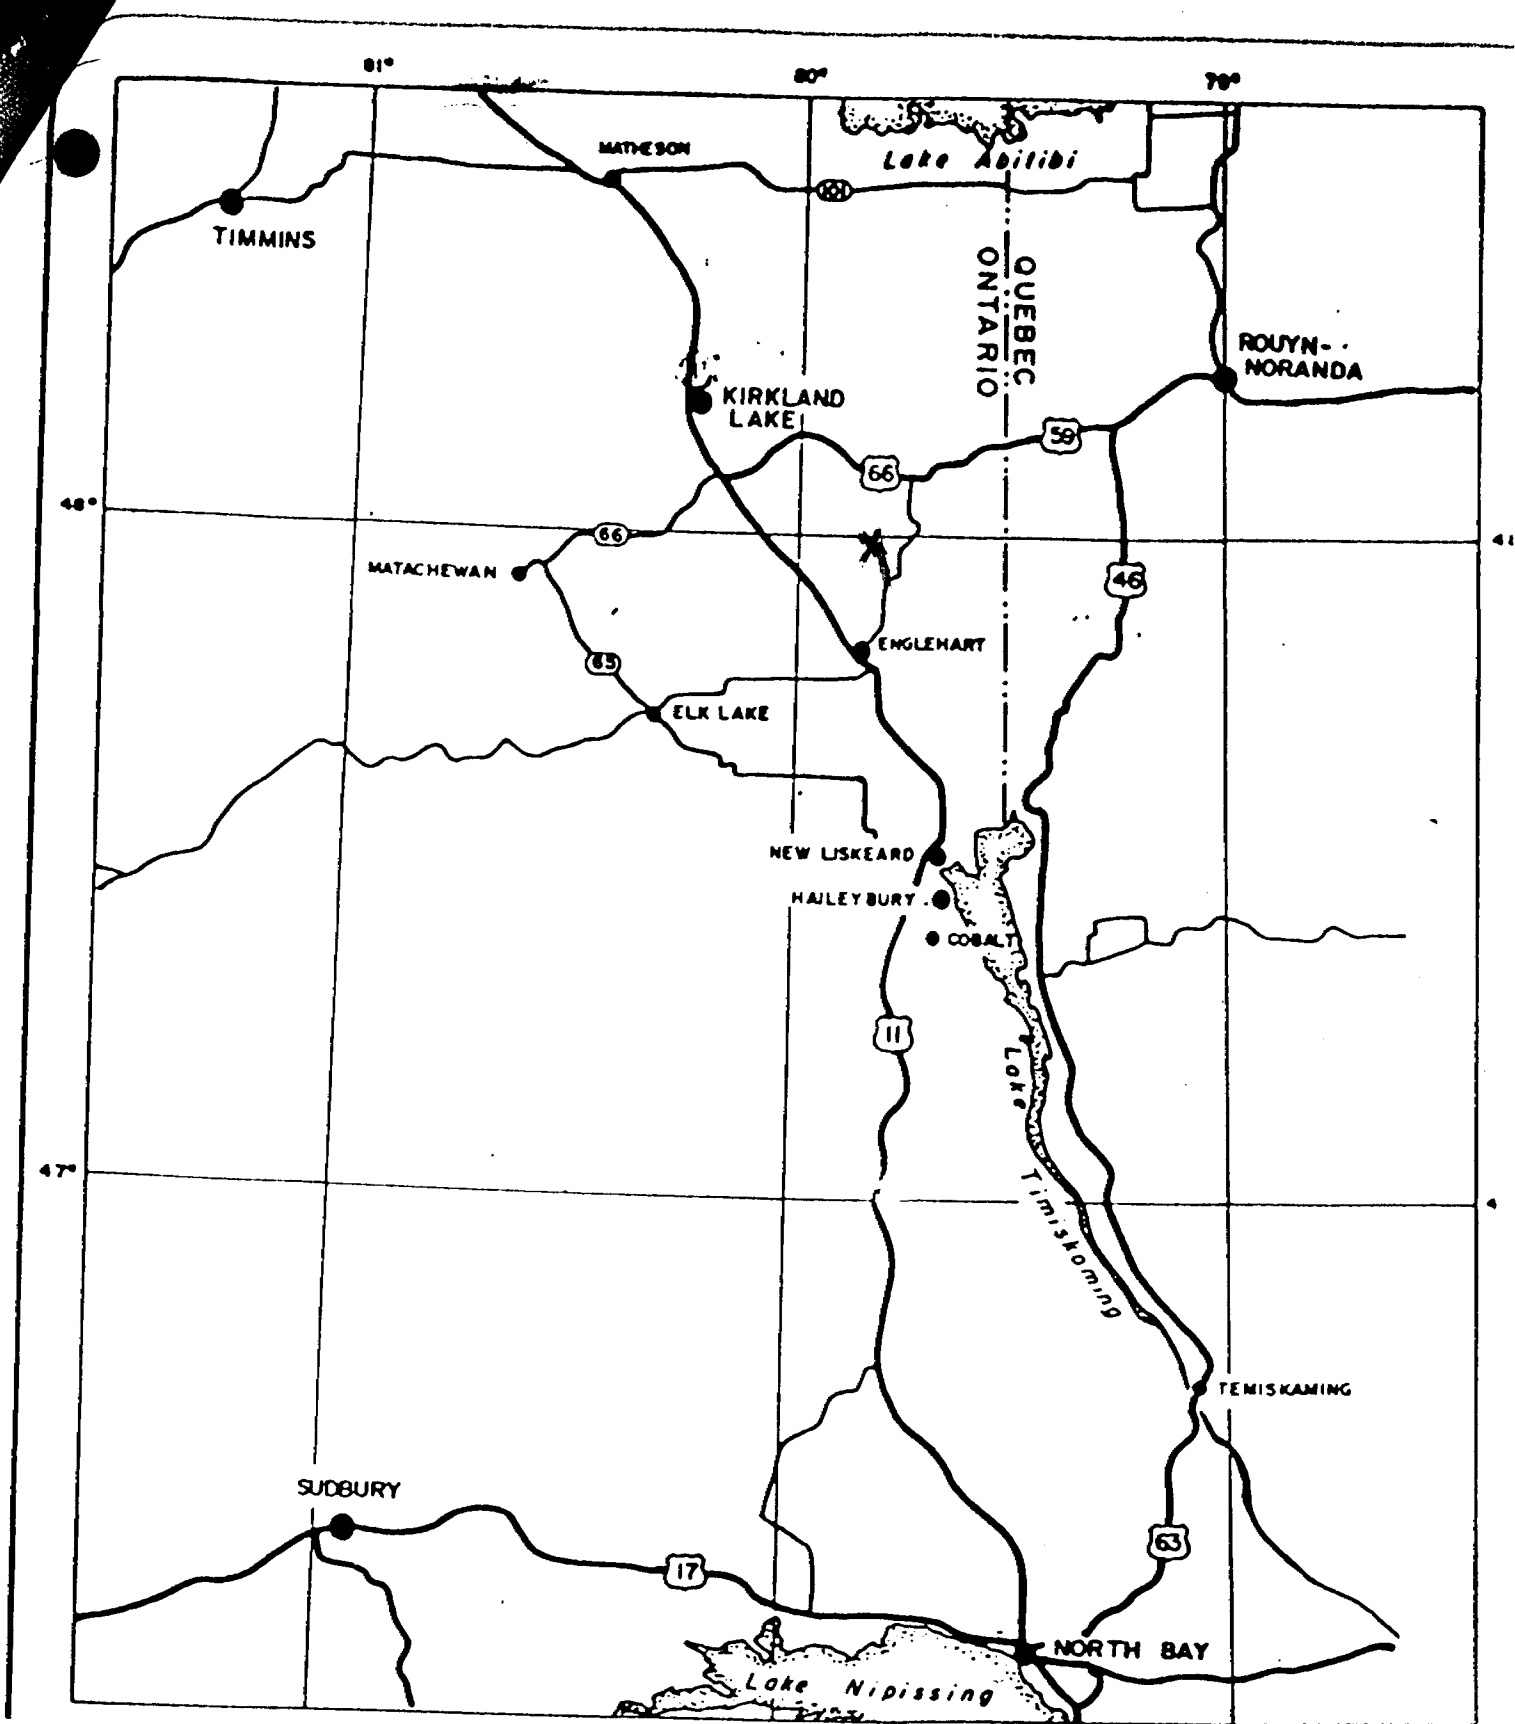 81° 80° 79°
MATHESON
Lake Abitibi
101
TIMMINS
QUEBEC
ONTARIO
ROUYN-
NORANDA
KIRKLAND
LAKE
59
66
48°
66
X
MATACHEWAN
46
ENGLEHART
65
ELK LAKE
NEW LISKEARD
HAILEYBURY
COBALT
11
Lake
47°
Timiskoming
TEMISKAMING
SUDBURY
63
17
NORTH BAY
Lake Nipissing